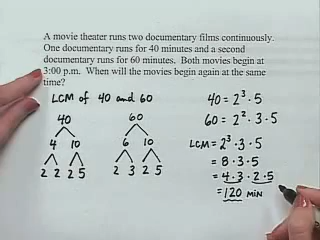 A movie theater runs two documentary films continuously.
One documentary runs for 40 minutes and a second
documentary runs for 60 minutes. Both movies begin at
3:00 p.m. When will the movies begin again at the same
time?
LCM of 40 and 60
40
4 10
2 2 2 5
60
6 10
2 3 2 5
40 = 2³ · 5
60 = 2² · 3 · 5
LCM = 2³ · 3 · 5
= 8 · 3 · 5
= 4 · 3 · 2 · 5
= 120 MIN